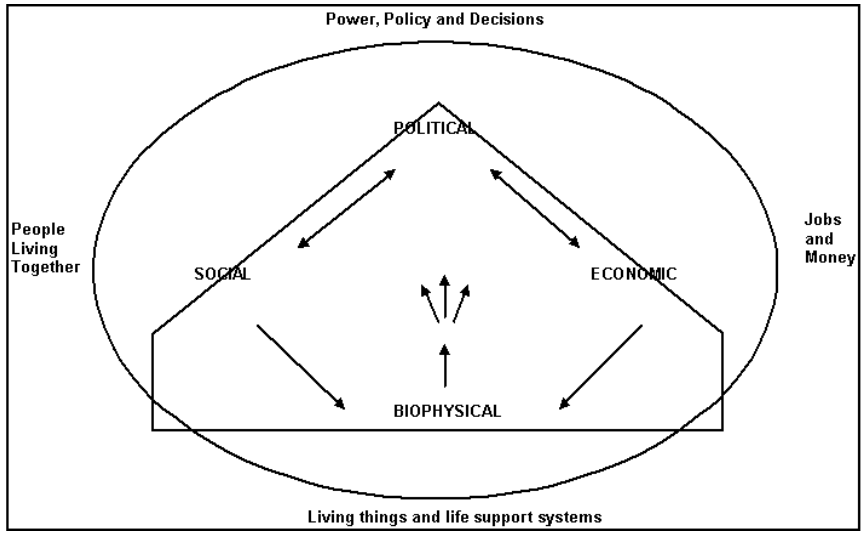 Power, Policy and Decisions
POLITICAL
People
Living
Together
Jobs
and
Money
SOCIAL
ECONOMIC
BIOPHYSICAL
Living things and life support systems